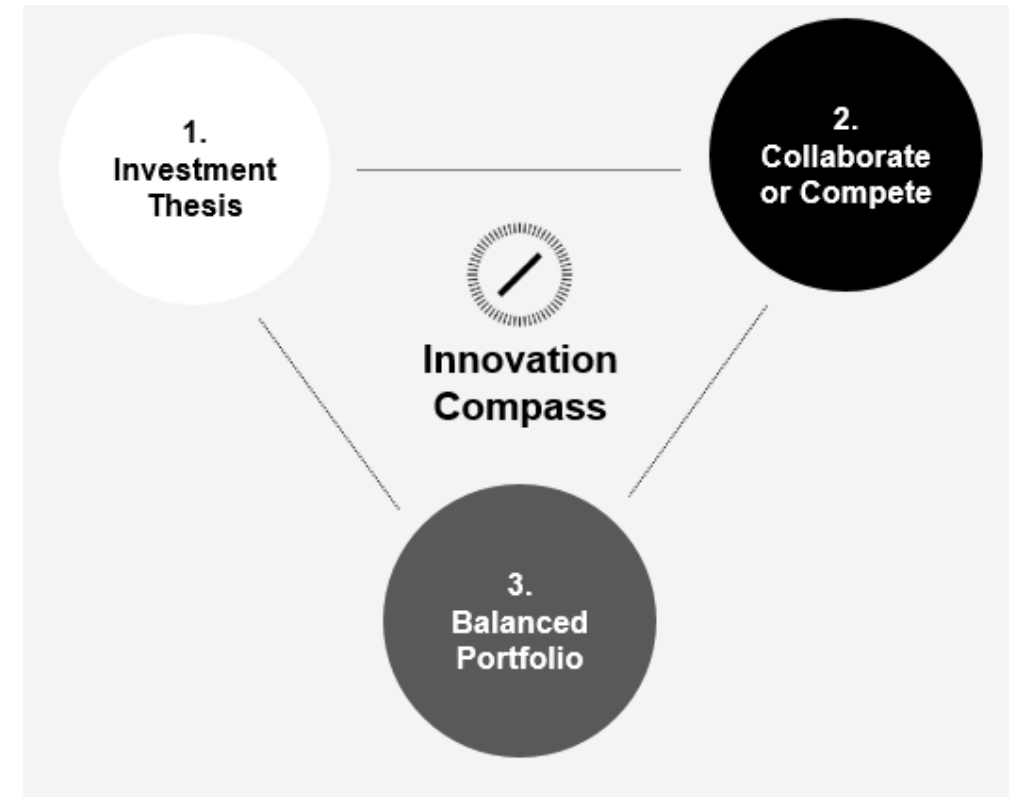 1.
Investment
Thesis
2.
Collaborate
or Compete
Innovation
Compass
3.
Balanced
Portfolio